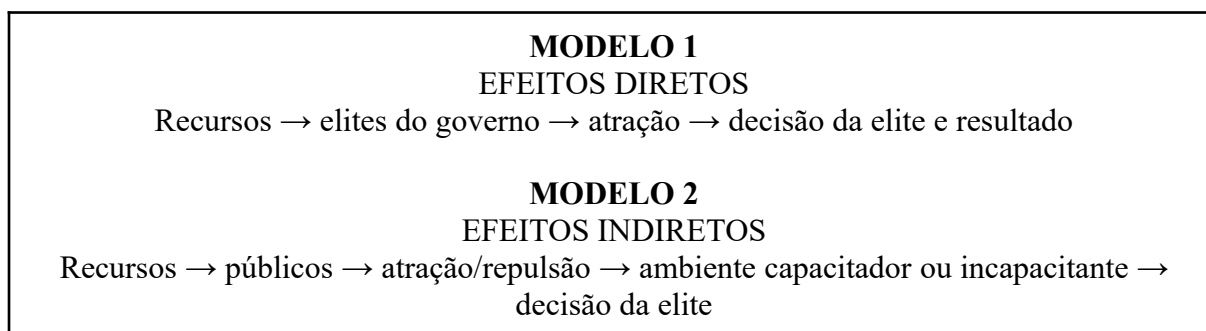 MODELO 1
EFEITOS DIRETOS
Recursos → elites do governo → atração → decisão da elite e resultado
MODELO 2
EFEITOS INDIRETOS
Recursos → públicos → atração/repulsão → ambiente capacitador ou incapacitante →
decisão da elite